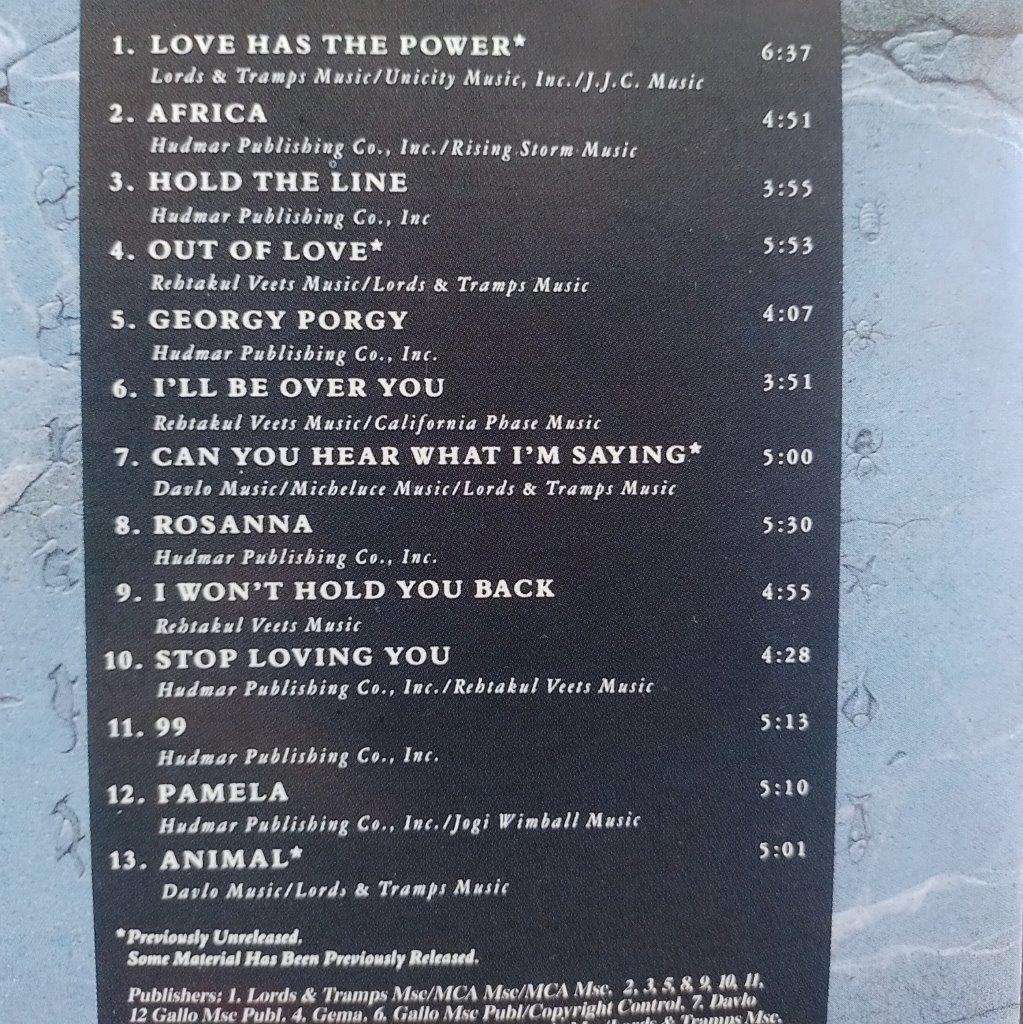 1. LOVE HAS THE POWER* 6:37
Lords & Tramps Music/Unicity Music, Inc./J.J.C. Music
2. AFRICA 4:51
Hudmar Publishing Co., Inc./Rising Storm Music
3. HOLD THE LINE 3:55
Hudmar Publishing Co., Inc
4. OUT OF LOVE* 5:53
Rehtakul Veets Music/Lords & Tramps Music
5. GEORGY PORGY 4:07
Hudmar Publishing Co., Inc.
6. I'LL BE OVER YOU 3:51
Rehtakul Veets Music/California Phase Music
7. CAN YOU HEAR WHAT I'M SAYING* 5:00
Davlo Music/Micheluce Music/Lords & Tramps Music
8. ROSANNA 5:30
Hudmar Publishing Co., Inc.
9. I WON'T HOLD YOU BACK 4:55
Rehtakul Veets Music
10. STOP LOVING YOU 4:28
Hudmar Publishing Co., Inc./Rehtakul Veets Music
11. 99 5:13
Hudmar Publishing Co., Inc.
12. PAMELA 5:10
Hudmar Publishing Co., Inc./Jogi Wimball Music
13. ANIMAL* 5:01
Davlo Music/Lords & Tramps Music
*Previously Unreleased.
Some Material Has Been Previously Released.
Publishers: 1. Lords & Tramps Msc/MCA Msc/MCA Msc. 2, 3, 5, 8, 9, 10, 11,
12 Gallo Msc Publ. 4. Gema. 6. Gallo Msc Publ/Copyright Control. 7. Davlo
& Tramps Msc.